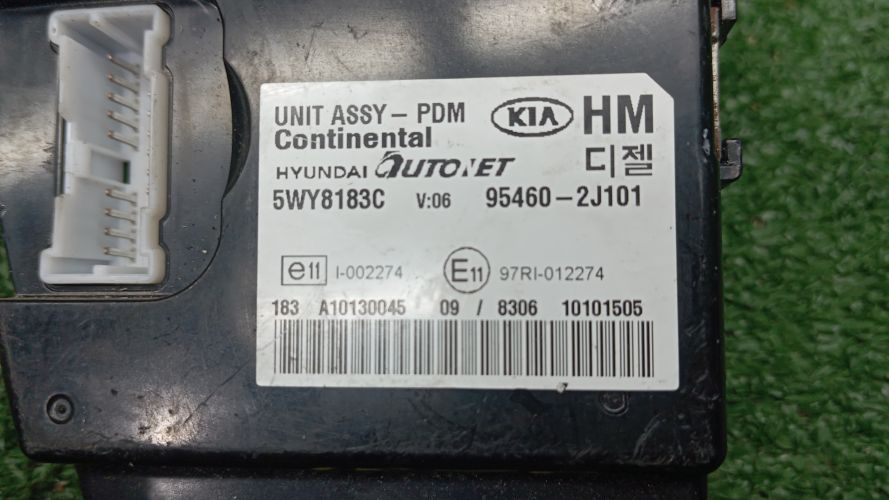 UNIT ASSY - PDM KIA HM
Continental
HYUNDAI AUTONET 디젤
5WY8183C V:06 95460-2J101
e11 I-002274 E11 97RI-012274
183 A10130045 09 / 8306 10101505